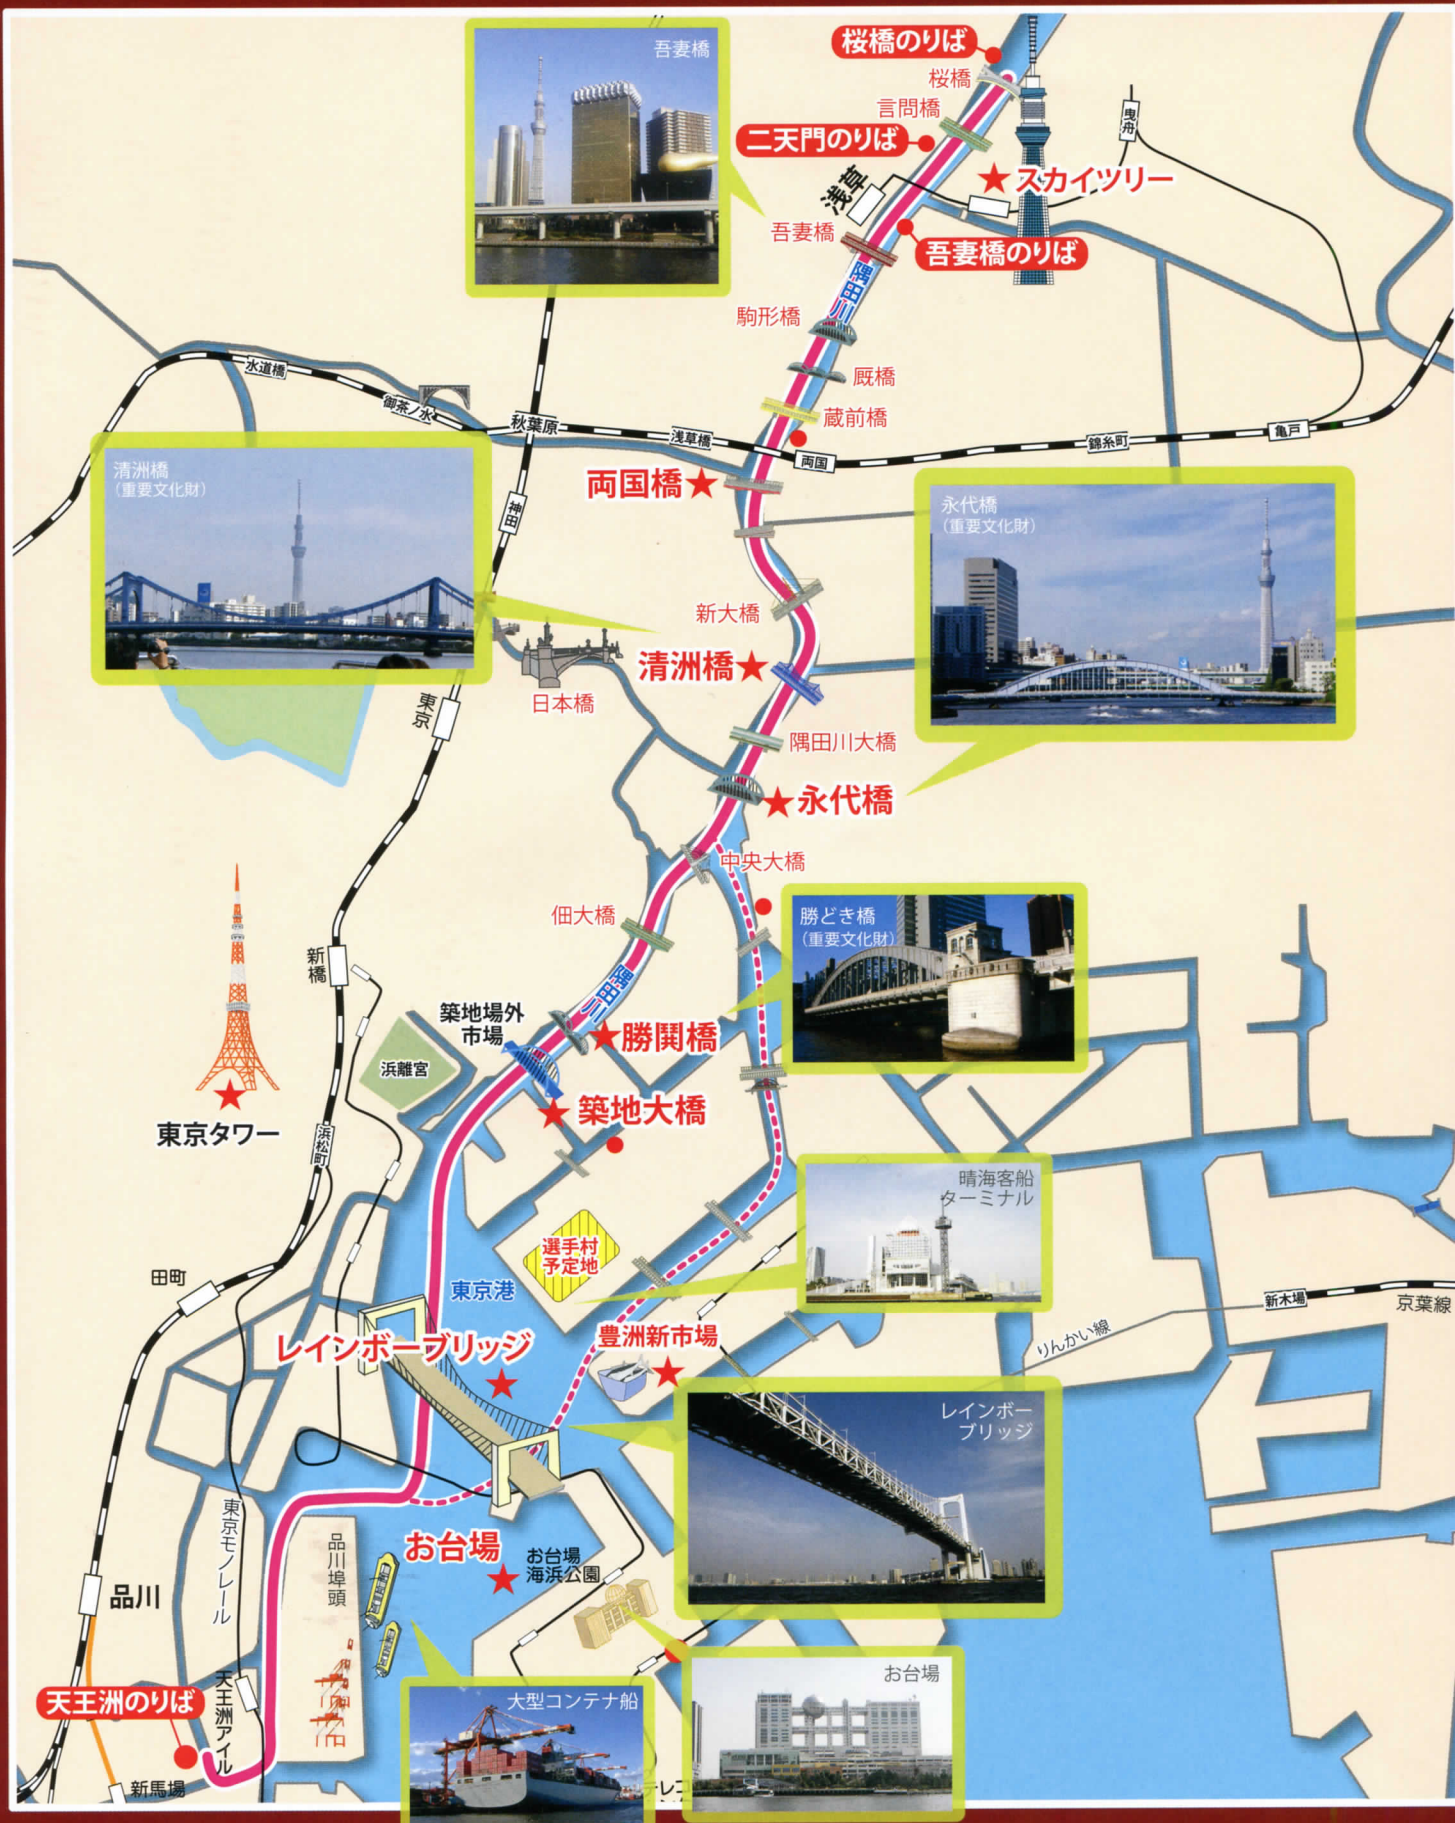 吾妻橋
桜橋のりば
桜橋
言問橋
二天門のりば
曳舟
浅草
スカイツリー
吾妻橋
吾妻橋のりば
隅田川
駒形橋
厩橋
蔵前橋
水道橋
御茶ノ水
秋葉原
浅草橋
両国
錦糸町
亀戸
清洲橋
(重要文化財)
両国橋
神田
永代橋
(重要文化財)
新大橋
清洲橋
日本橋
東京
隅田川大橋
永代橋
中央大橋
佃大橋
勝どき橋
(重要文化財)
新橋
隅田川
築地場外
市場
勝鬨橋
浜離宮
築地大橋
東京タワー
浜松町
晴海客船
ターミナル
選手村
予定地
田町
東京港
新木場
京葉線
りんかい線
レインボーブリッジ
豊洲新市場
レインボー
ブリッジ
東京モノレール
品川埠頭
お台場
お台場
海浜公園
品川
天王洲のりば
天王洲アイル
大型コンテナ船
お台場
新馬場
テレコ